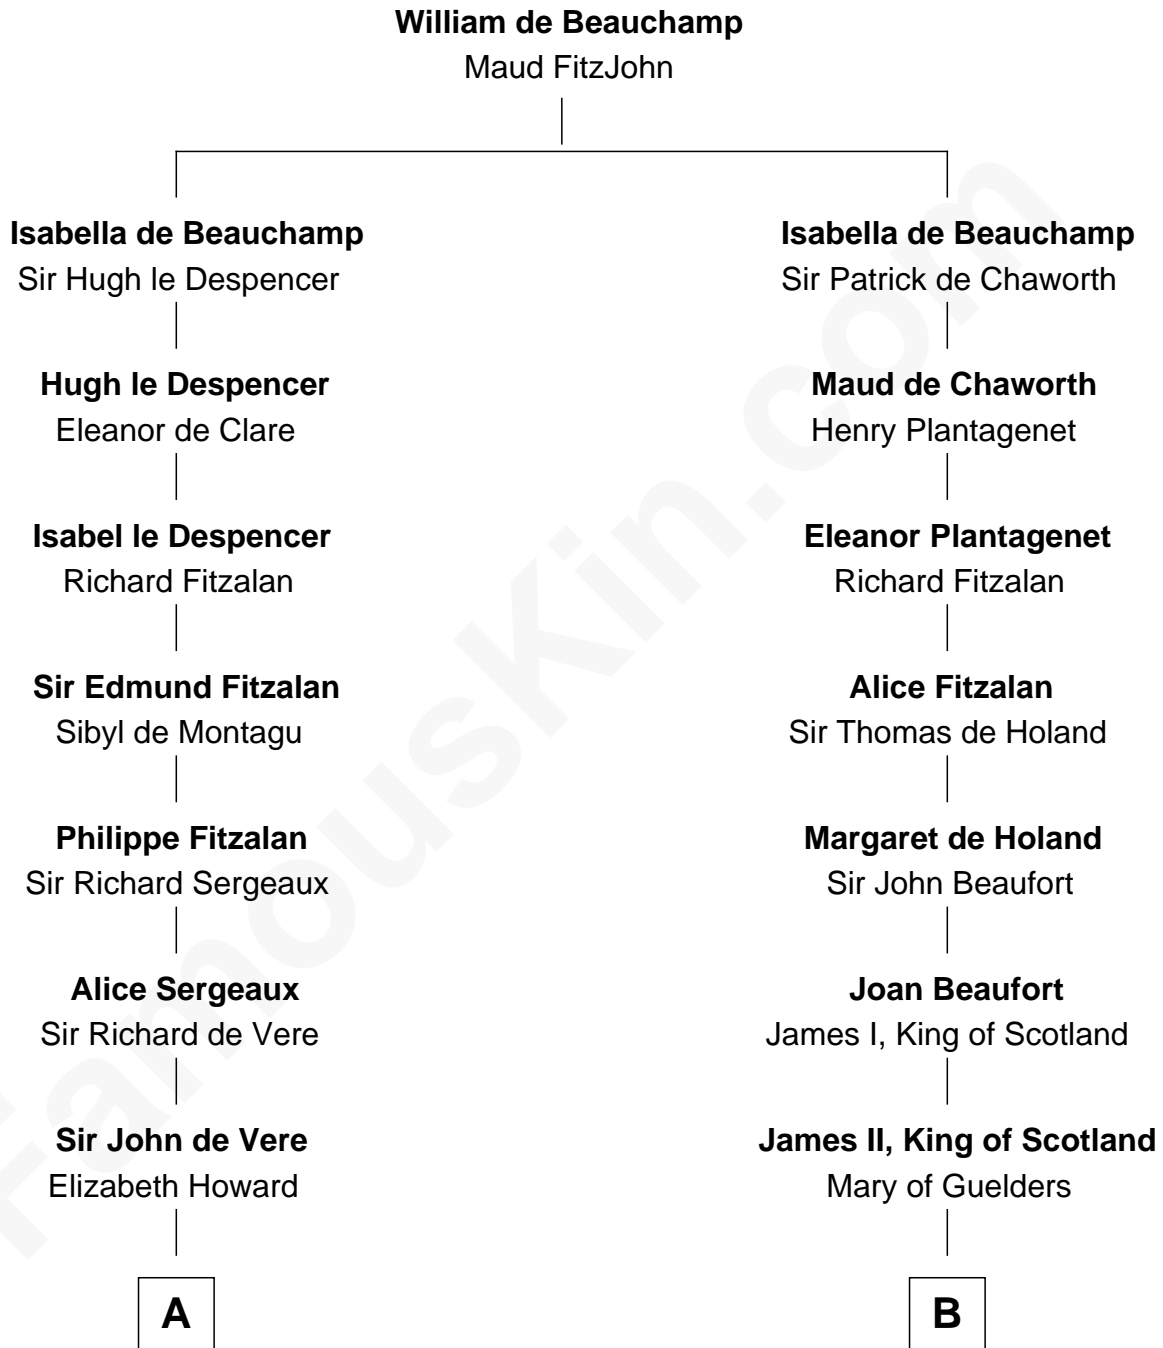 William de Beauchamp
Maud FitzJohn
Isabella de Beauchamp
Sir Hugh le Despencer
Hugh le Despencer
Eleanor de Clare
Isabel le Despencer
Richard Fitzalan
Sir Edmund Fitzalan
Sibyl de Montagu
Philippe Fitzalan
Sir Richard Sergeaux
Alice Sergeaux
Sir Richard de Vere
Sir John de Vere
Elizabeth Howard
A
Isabella de Beauchamp
Sir Patrick de Chaworth
Maud de Chaworth
Henry Plantagenet
Eleanor Plantagenet
Richard Fitzalan
Alice Fitzalan
Sir Thomas de Holand
Margaret de Holand
Sir John Beaufort
Joan Beaufort
James I, King of Scotland
James II, King of Scotland
Mary of Guelders
B
FamousKin.com